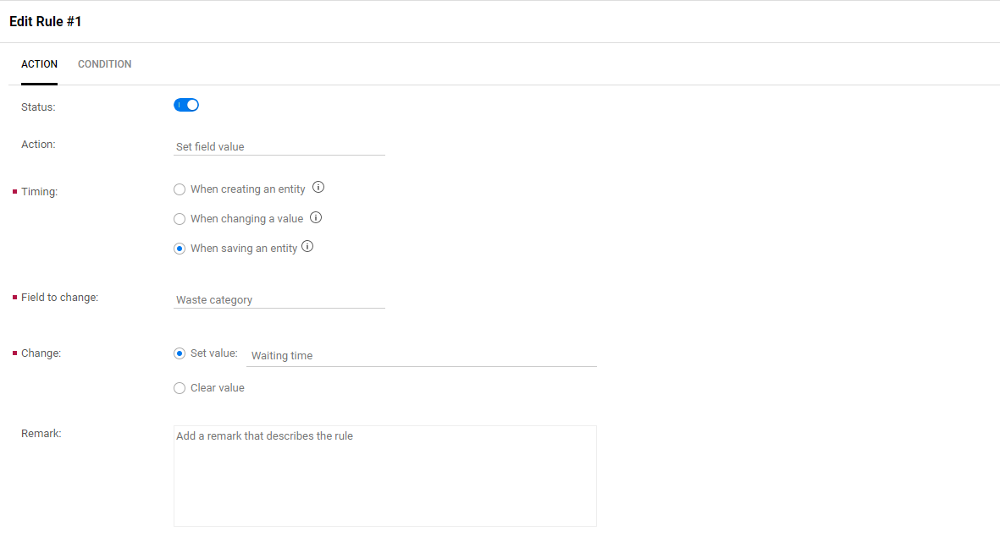 Edit Rule #1
ACTION CONDITION
Status:
Action: Set field value
Timing: When creating an entity
When changing a value
When saving an entity
Field to change: Waste category
Change: Set value: Waiting time
Clear value
Remark: Add a remark that describes the rule